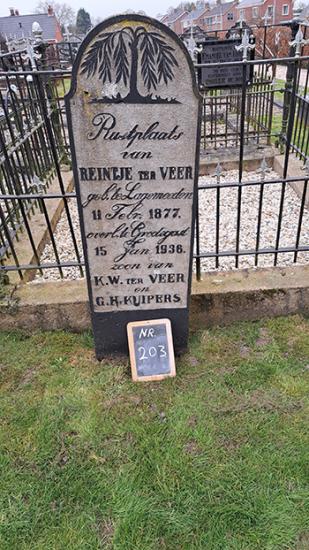 Rustplaats
van
REINTJE TER VEER
geb. te Lagemeeden
11 Febr. 1877.
overl. te Grootegast
15 Jan 1936.
zoon van
K.W. TER VEER
en
G.H. KUIPERS
NR.
203